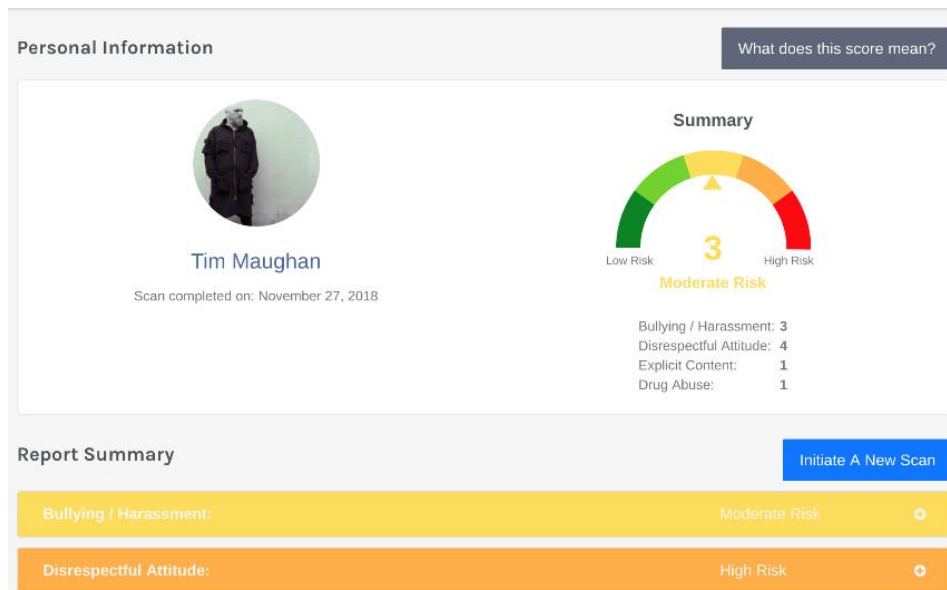 Personal Information
What does this score mean?
Summary
Tim Maughan
Scan completed on: November 27, 2018
Low Risk
3
High Risk
Moderate Risk
Bullying / Harassment: 3
Disrespectful Attitude: 4
Explicit Content: 1
Drug Abuse: 1
Report Summary
Initiate A New Scan
Bullying / Harassment: Moderate Risk
Disrespectful Attitude: High Risk